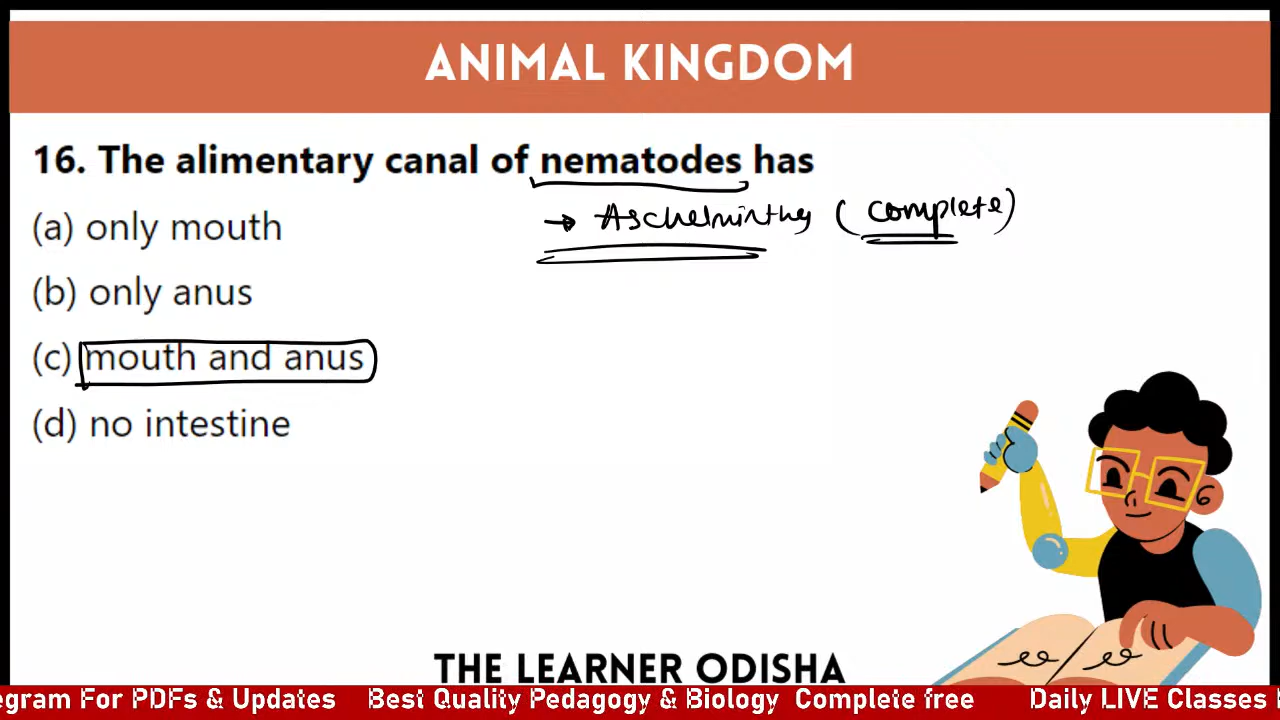 ANIMAL KINGDOM
16. The alimentary canal of nematodes has
→ Aschelminthes (complete)
(a) only mouth
(b) only anus
(c) mouth and anus
(d) no intestine
THE LEARNER ODISHA
egram For PDFs & Updates Best Quality Pedagogy & Biology Complete free Daily LIVE Classes